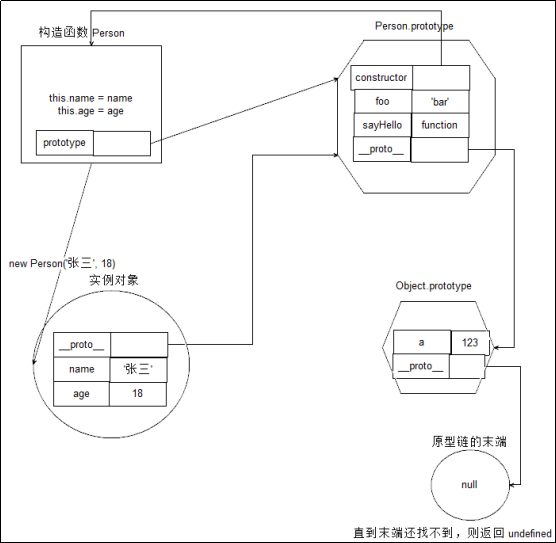 构造函数 Person
Person.prototype
this.name = name
this.age = age
prototype
constructor
foo 'bar'
sayHello function
__proto__
new Person('张三', 18)
实例对象
__proto__
name '张三'
age 18
Object.prototype
a 123
__proto__
原型链的末端
null
直到末端还找不到，则返回 undefined